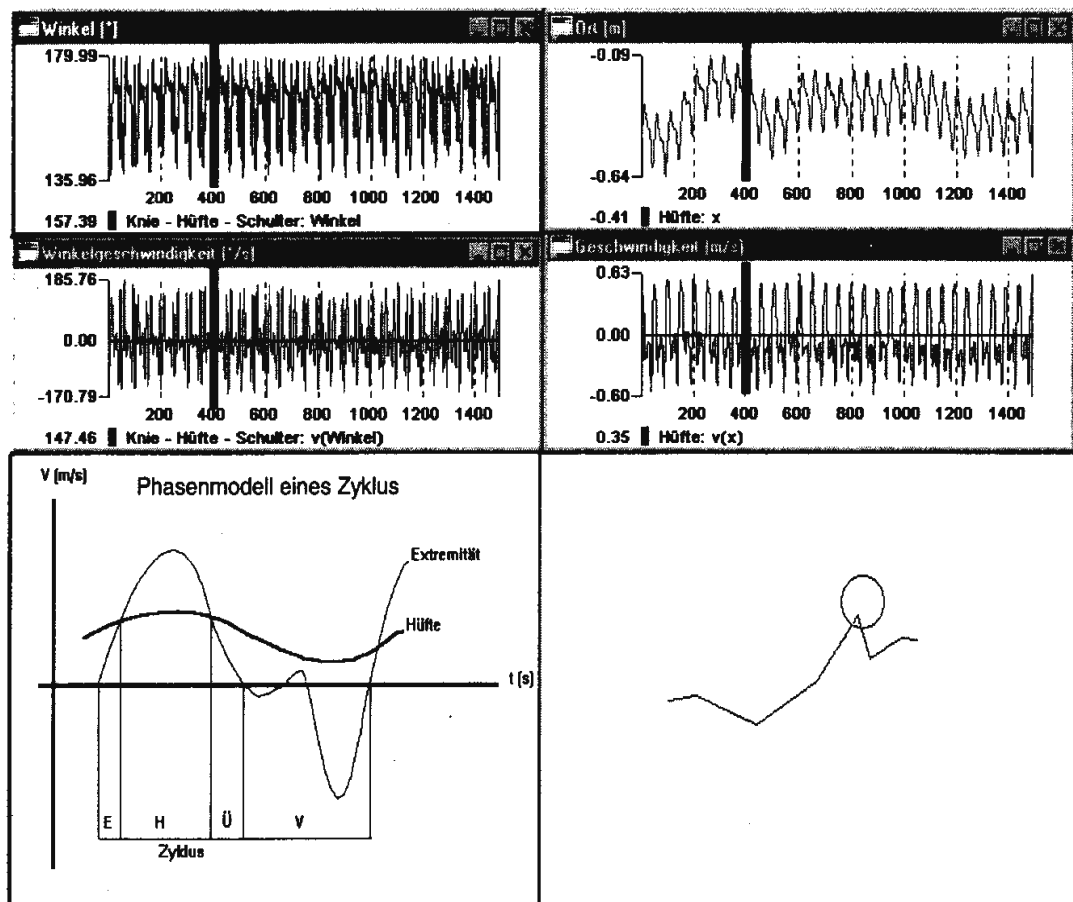 Winkel [°]
179.99
135.96
200 400 600 800 1000 1200 1400
157.39 Knie - Hüfte - Schulter: Winkel
Ort [m]
-0.09
-0.64
200 400 600 800 1000 1200 1400
-0.41 Hüfte: x
Winkelgeschwindigkeit [°/s]
185.76
0.00
-170.79
200 400 600 800 1000 1200 1400
147.46 Knie - Hüfte - Schulter: v(Winkel)
Geschwindigkeit [m/s]
0.63
0.00
-0.60
200 400 600 800 1000 1200 1400
0.35 Hüfte: v(x)
V [m/s]
Phasenmodell eines Zyklus
Extremität
Hüfte
t [s]
E H Ü V
Zyklus